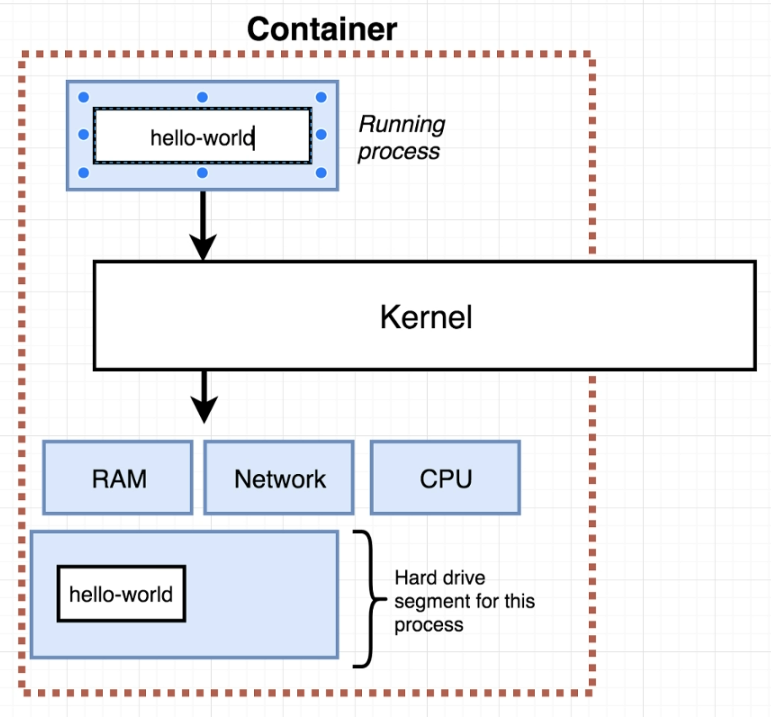 Container
hello-world
Running
process
Kernel
RAM
Network
CPU
hello-world
Hard drive
segment for this
process